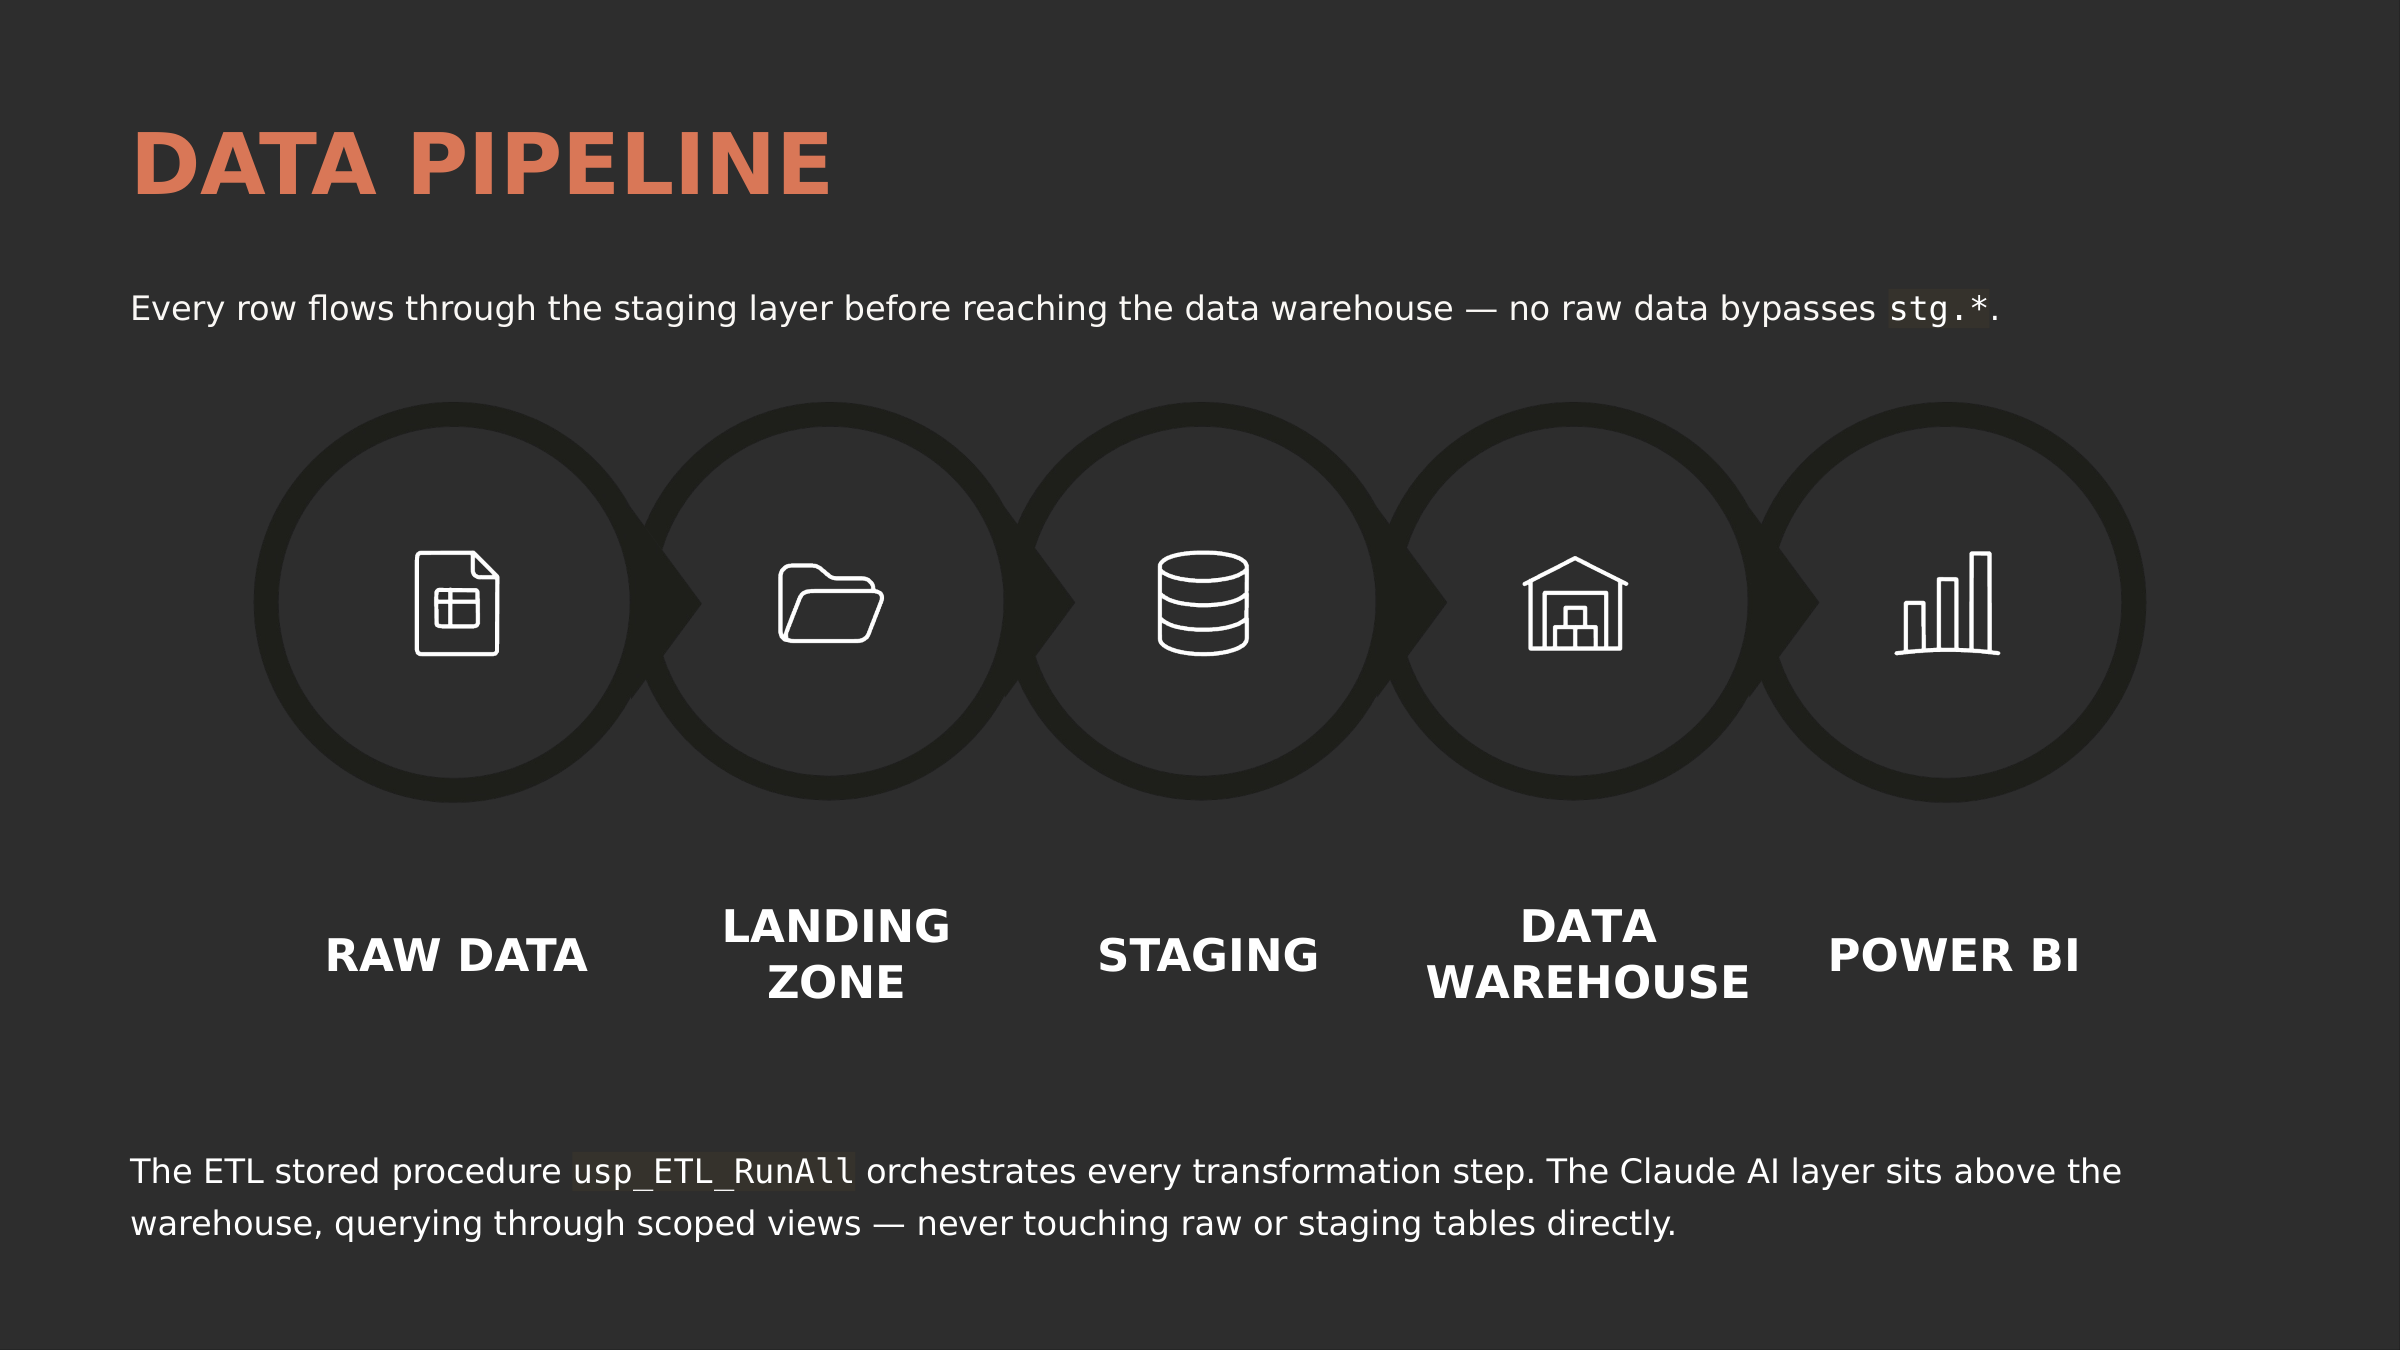 DATA PIPELINE
Every row flows through the staging layer before reaching the data warehouse — no raw data bypasses stg.*.
RAW DATA
LANDING
ZONE
STAGING
DATA
WAREHOUSE
POWER BI
The ETL stored procedure usp_ETL_RunAll orchestrates every transformation step. The Claude AI layer sits above the
warehouse, querying through scoped views — never touching raw or staging tables directly.